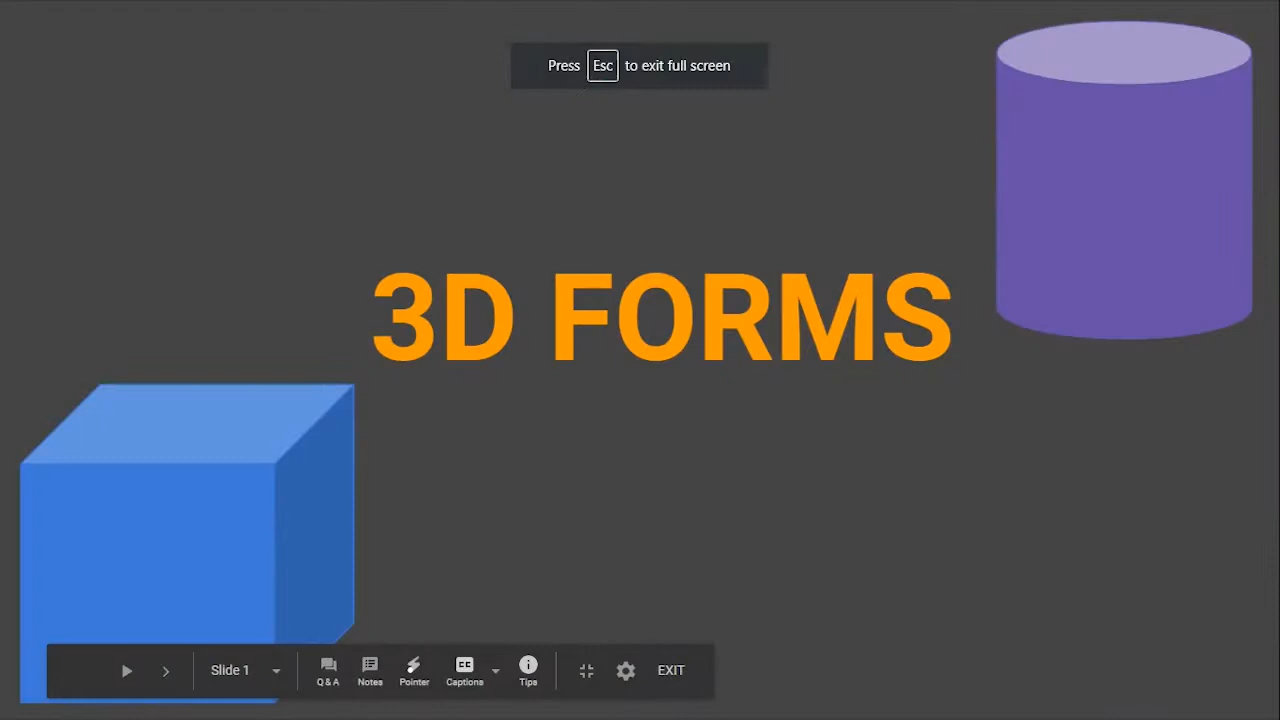 Press Esc to exit full screen
3D FORMS
Slide 1
Q & A Notes Pointer CC Captions i Tips EXIT